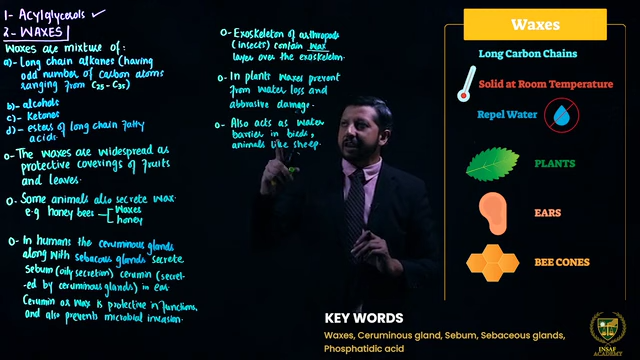 1- Acylglycerols ✓
2- WAXES
Waxes are mixture of:
a)- Long chain alkanes (having
odd number of Carbon atoms
ranging from C25 - C35)
b)- alcohols
c)- Ketones
d)- esters of long chain fatty
acids.
o- The waxes are widespread as
protective coverings of fruits
and leaves.
o- Some animals also secrete wax.
e.g honey bees - Waxes
honey
o- In humans the ceruminous glands
along with sebacous glands secrete
Sebum (oily secretion) cerumin (secret-
ed by ceruminous glands) in ear.
Cerumin or wax is protective in functions,
and also prevents microbial invasion.
o- Exoskeleton of arthropods
(insects) contain wax
layer over the exoskeleton.
o- In plants waxes prevent
from water loss and
abbrasive damage.
o- Also acts as water
barrier in birds,
animals like sheep.
Waxes
Long Carbon Chains
Solid at Room Temperature
Repel Water
PLANTS
EARS
BEE CONES
KEY WORDS
Waxes, Ceruminous gland, Sebum, Sebaceous glands,
Phosphatidic acid
INSAF
ACADEMY